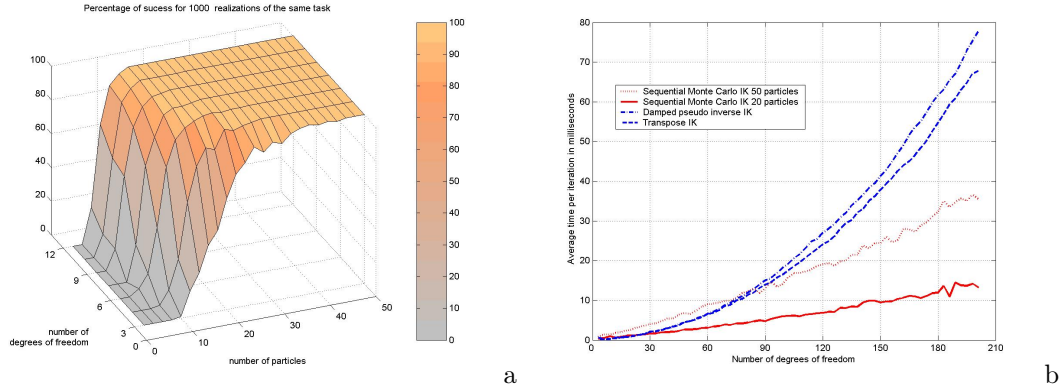 Percentage of sucess for 1000 realizations of the same task
100
80
60
40
20
0
12
9
6
3
0
number of
degrees of freedom
0
10
20
30
40
50
number of particles
100
90
80
70
60
50
40
30
20
10
0
a
80
70
60
50
40
30
20
10
0
Average time per iteration in milliseconds
Sequential Monte Carlo IK 50 particles
Sequential Monte Carlo IK 20 particles
Damped pseudo inverse IK
Transpose IK
0 30 60 90 120 150 180 210
Number of degrees of freedom
b